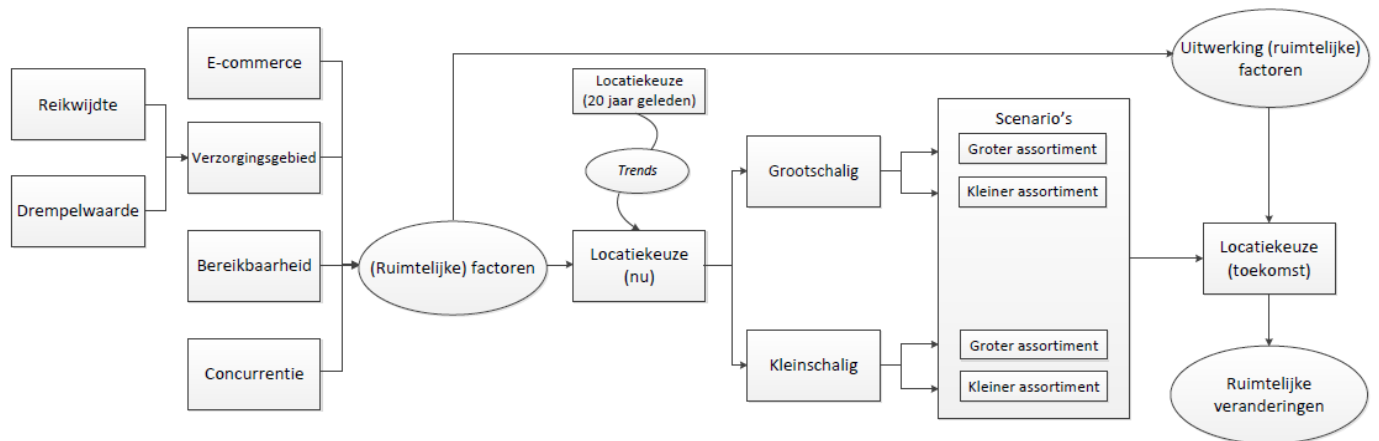 Reikwijdte
Drempelwaarde
E-commerce
Verzorgingsgebied
Bereikbaarheid
Concurrentie
(Ruimtelijke) factoren
Locatiekeuze
(20 jaar geleden)
Trends
Locatiekeuze
(nu)
Grootschalig
Kleinschalig
Scenario's
Groter assortiment
Kleiner assortiment
Groter assortiment
Kleiner assortiment
Uitwerking (ruimtelijke)
factoren
Locatiekeuze
(toekomst)
Ruimtelijke
veranderingen